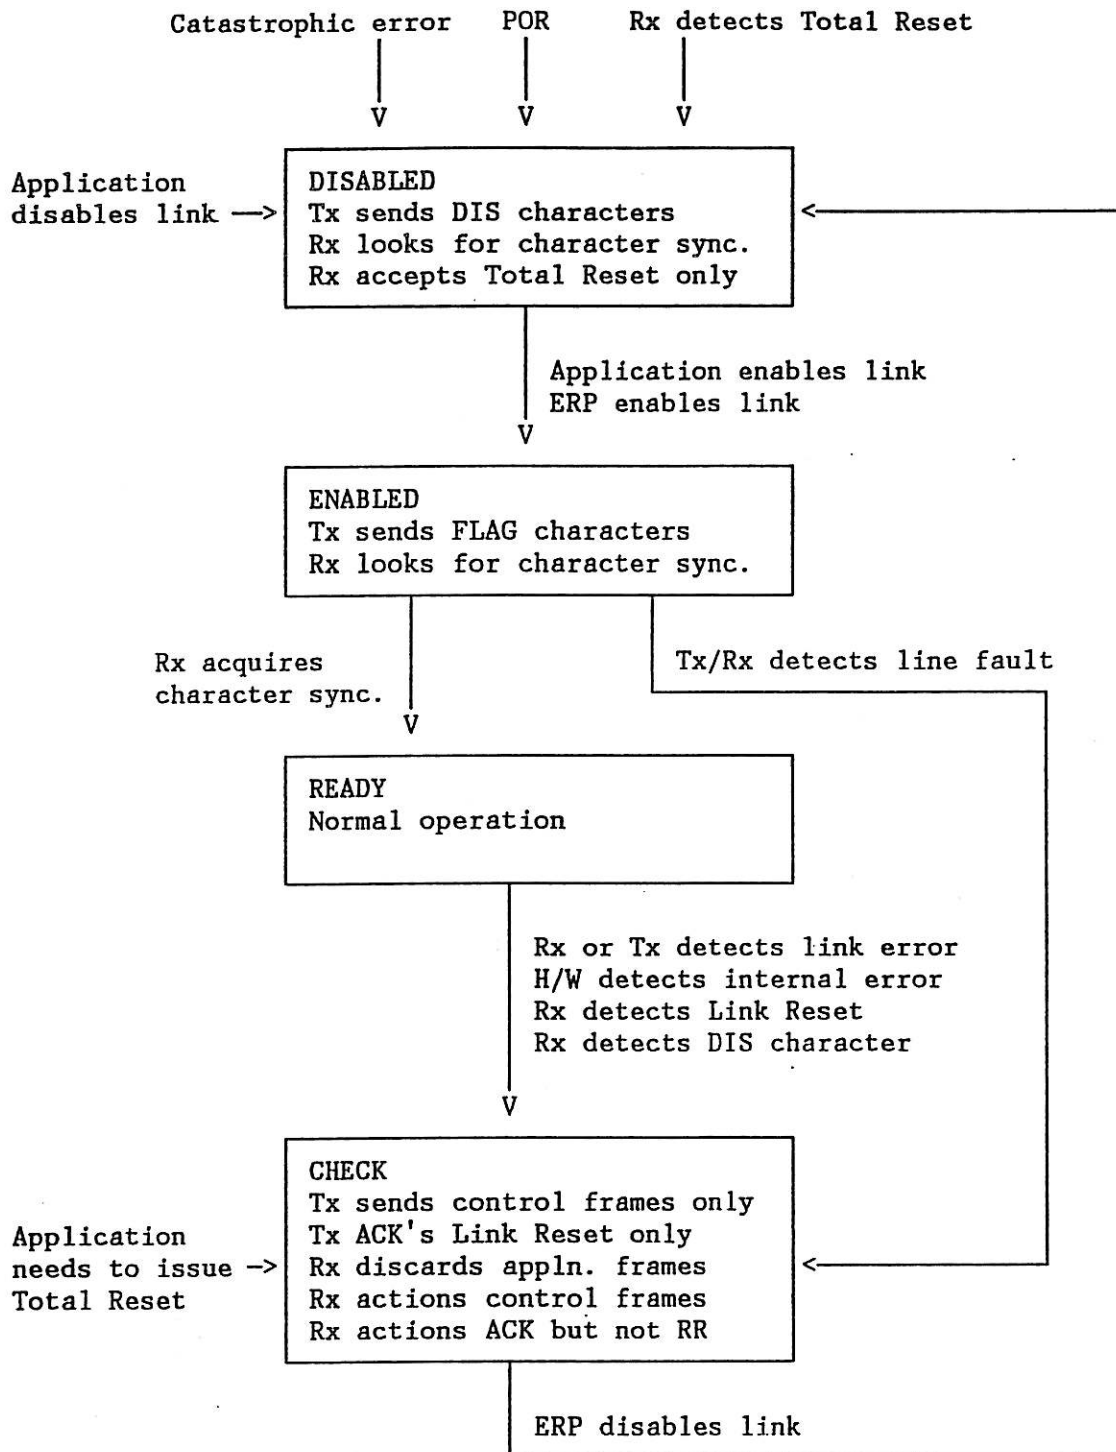 Catastrophic error POR Rx detects Total Reset
V V V
Application
disables link —>
DISABLED
Tx sends DIS characters
Rx looks for character sync.
Rx accepts Total Reset only
<
Application enables link
ERP enables link
V
ENABLED
Tx sends FLAG characters
Rx looks for character sync.
Rx acquires
character sync.
Tx/Rx detects line fault
V
READY
Normal operation
Rx or Tx detects link error
H/W detects internal error
Rx detects Link Reset
Rx detects DIS character
V
Application
needs to issue —>
Total Reset
CHECK
Tx sends control frames only
Tx ACK's Link Reset only
Rx discards appln. frames
Rx actions control frames
Rx actions ACK but not RR
<
ERP disables link